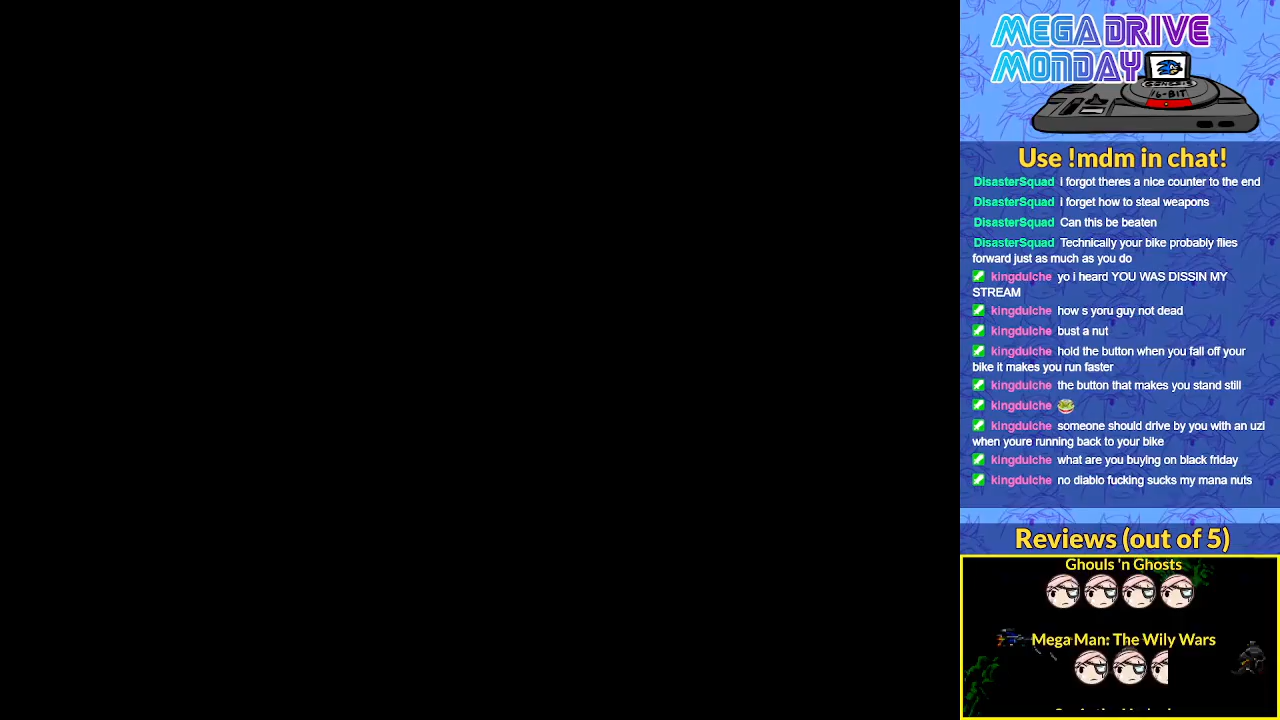 MEGA DRIVE
MONDAY
GENESIS
16-BIT
Use !mdm in chat!
DisasterSquad I forgot theres a nice counter to the end
DisasterSquad I forget how to steal weapons
DisasterSquad Can this be beaten
DisasterSquad Technically your bike probably flies
forward just as much as you do
kingdulche yo i heard YOU WAS DISSIN MY
STREAM
kingdulche how s yoru guy not dead
kingdulche bust a nut
kingdulche hold the button when you fall off your
bike it makes you run faster
kingdulche the button that makes you stand still
kingdulche
kingdulche someone should drive by you with an uzi
when youre running back to your bike
kingdulche what are you buying on black friday
kingdulche no diablo fucking sucks my mana nuts
Reviews (out of 5)
Ghouls 'n Ghosts
Mega Man: The Wily Wars